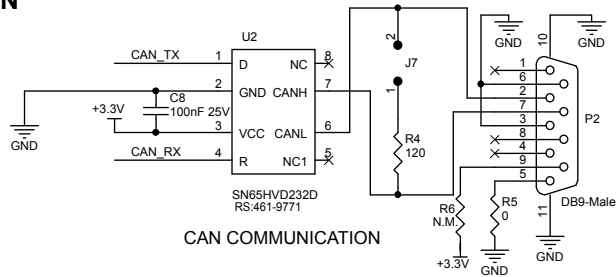 N
U2
CAN_TX
1
D
NC
8
2
GND
CANH
7
+3.3V
C8
100nF 25V
3
VCC
CANL
6
GND
CAN_RX
4
R
NC1
5
SN65HVD232D
RS:461-9771
CAN COMMUNICATION
2
J7
1
R4
120
R6
N.M.
+3.3V
R5
0
GND
GND
GND
10
1
6
2
7
3
8
4
9
5
P2
DB9-Male
11
GND